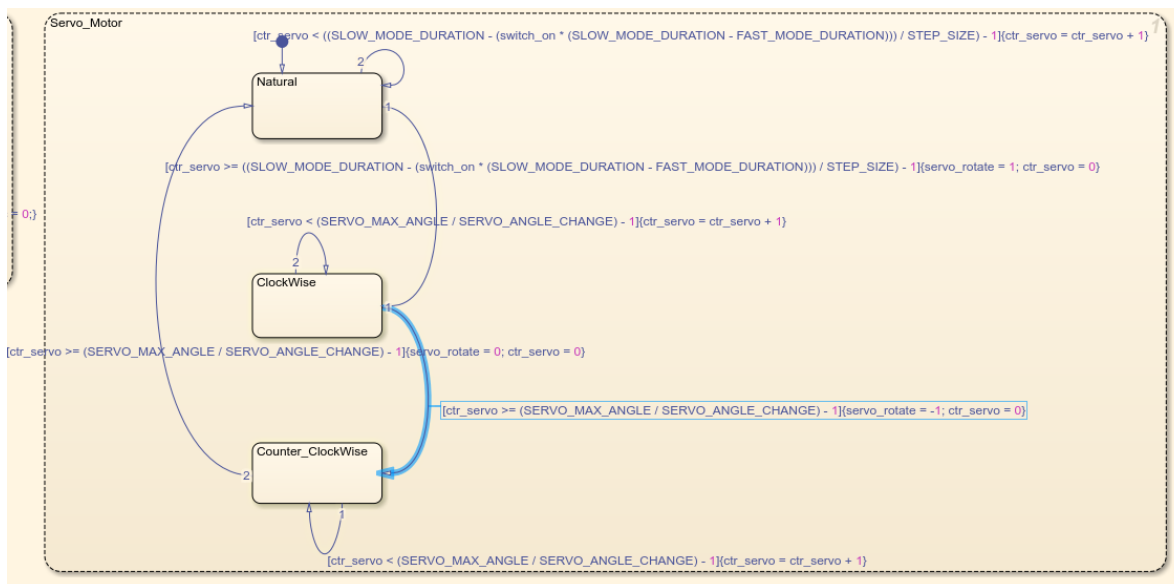 Servo_Motor
1
[ctr_servo < ((SLOW_MODE_DURATION - (switch_on * (SLOW_MODE_DURATION - FAST_MODE_DURATION))) / STEP_SIZE) - 1]{ctr_servo = ctr_servo + 1}
2
Natural
1
[ctr_servo >= ((SLOW_MODE_DURATION - (switch_on * (SLOW_MODE_DURATION - FAST_MODE_DURATION))) / STEP_SIZE) - 1]{servo_rotate = 1; ctr_servo = 0}
= 0;}
[ctr_servo < (SERVO_MAX_ANGLE / SERVO_ANGLE_CHANGE) - 1]{ctr_servo = ctr_servo + 1}
2
ClockWise
1
[ctr_servo >= (SERVO_MAX_ANGLE / SERVO_ANGLE_CHANGE) - 1]{servo_rotate = 0; ctr_servo = 0}
[ctr_servo >= (SERVO_MAX_ANGLE / SERVO_ANGLE_CHANGE) - 1]{servo_rotate = -1; ctr_servo = 0}
Counter_ClockWise
2
1
[ctr_servo < (SERVO_MAX_ANGLE / SERVO_ANGLE_CHANGE) - 1]{ctr_servo = ctr_servo + 1}